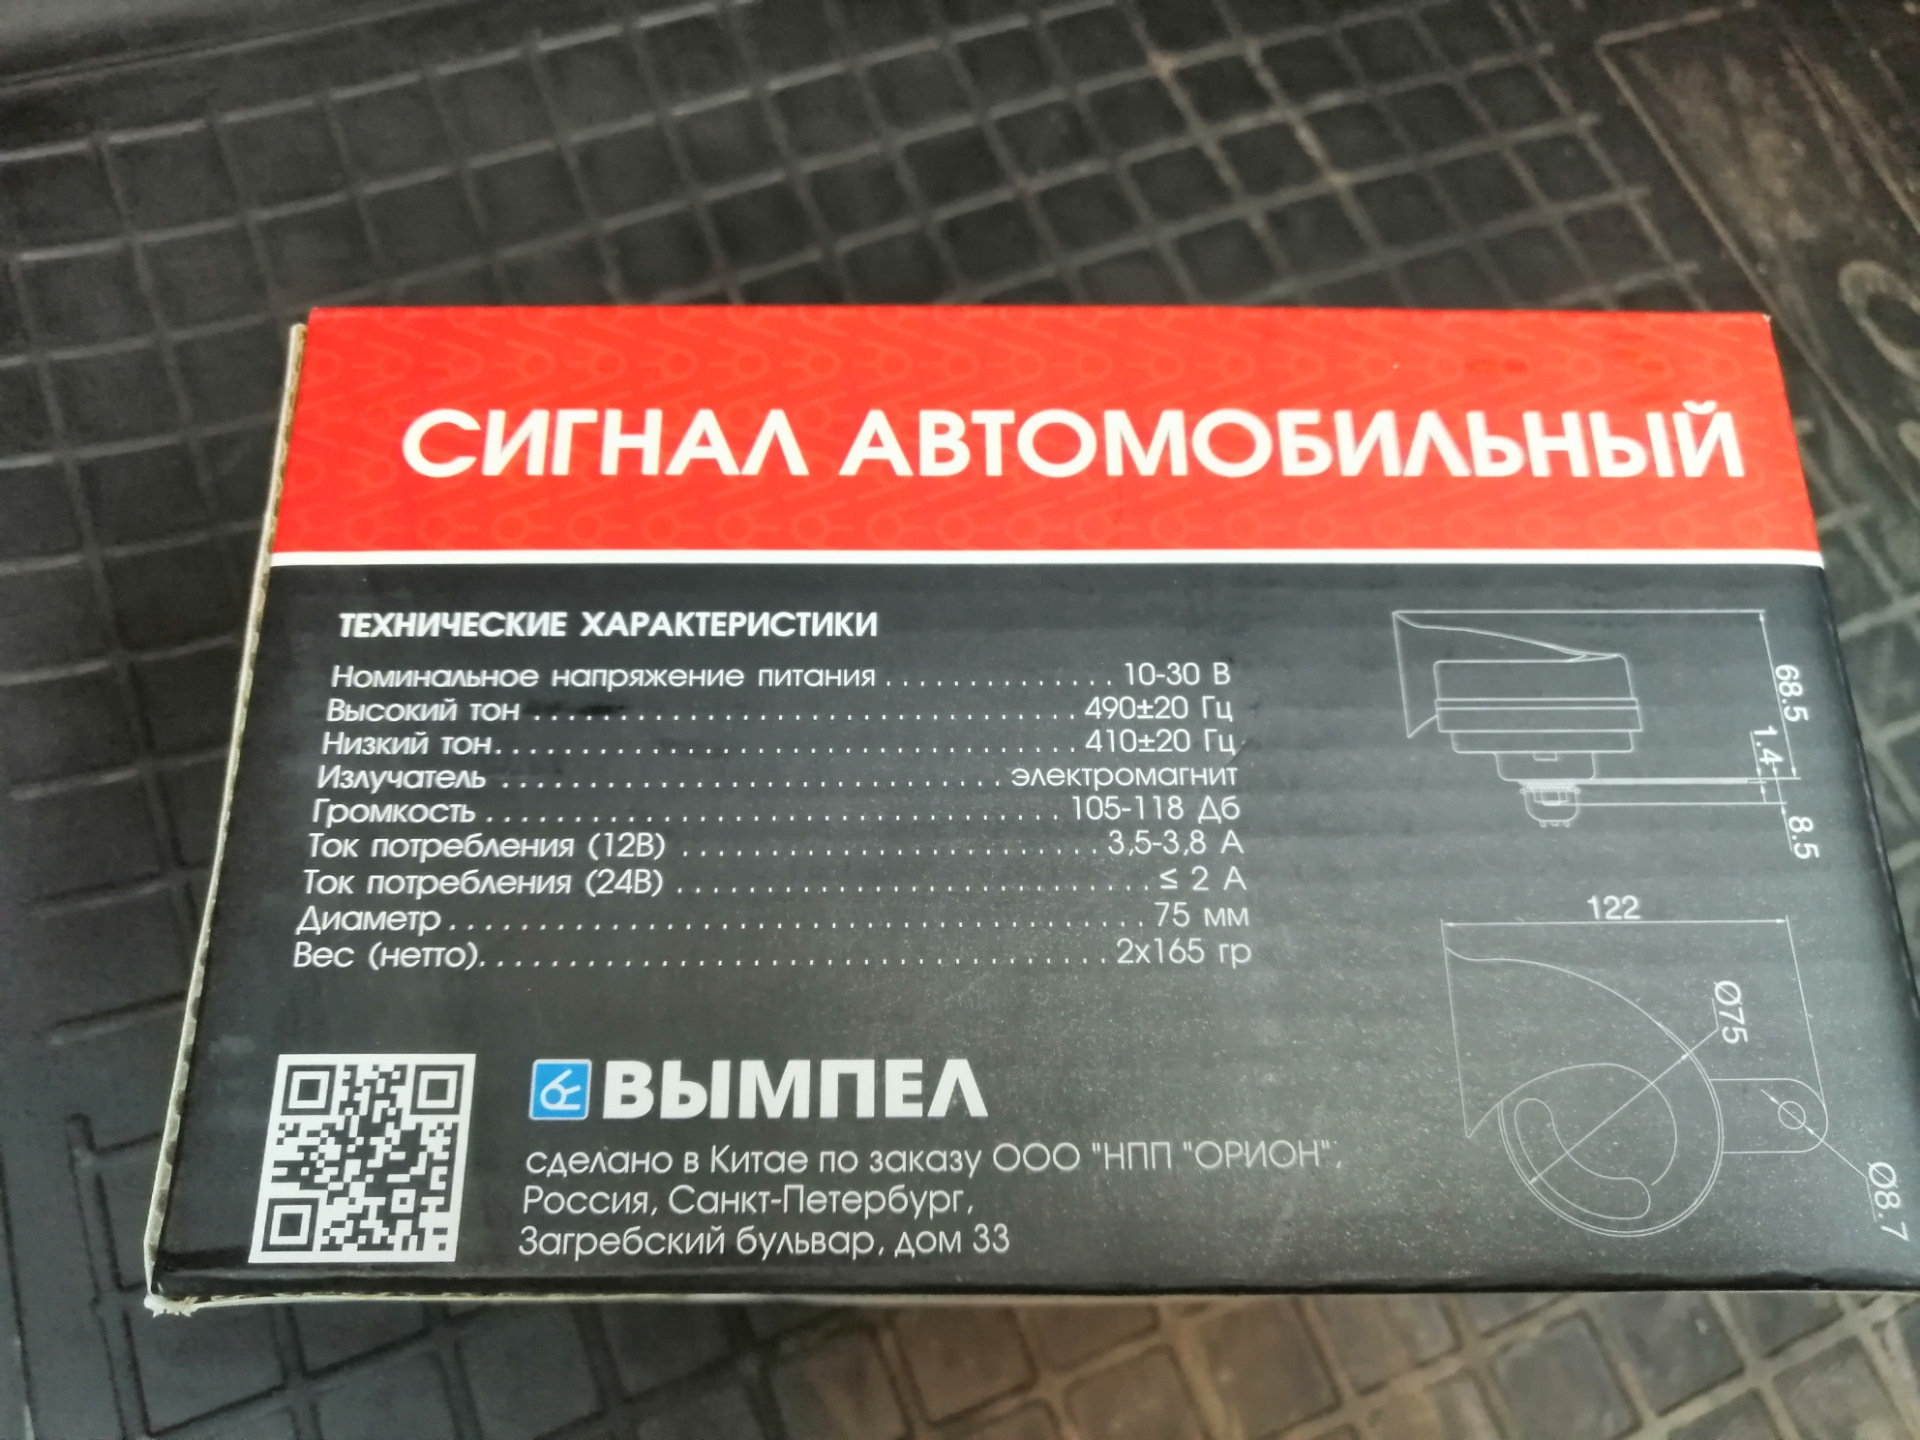 СИГНАЛ АВТОМОБИЛЬНЫЙ
ТЕХНИЧЕСКИЕ ХАРАКТЕРИСТИКИ
Номинальное напряжение питания.............10-30 В
Высокий тон ................................490±20 Гц
Низкий тон..................................410±20 Гц
Излучатель ..............................электромагнит
Громкость ..................................105-118 Дб
Ток потребления (12В) ........................3,5-3,8 А
Ток потребления (24В) ...........................≤ 2 А
Диаметр........................................75 мм
Вес (нетто)....................................2х165 гр
68.5
1.4
8.5
122
Ø75
Ø8.7
ВЫМПЕЛ
сделано в Китае по заказу ООО "НПП "ОРИОН",
Россия, Санкт-Петербург,
Загребский бульвар, дом 33